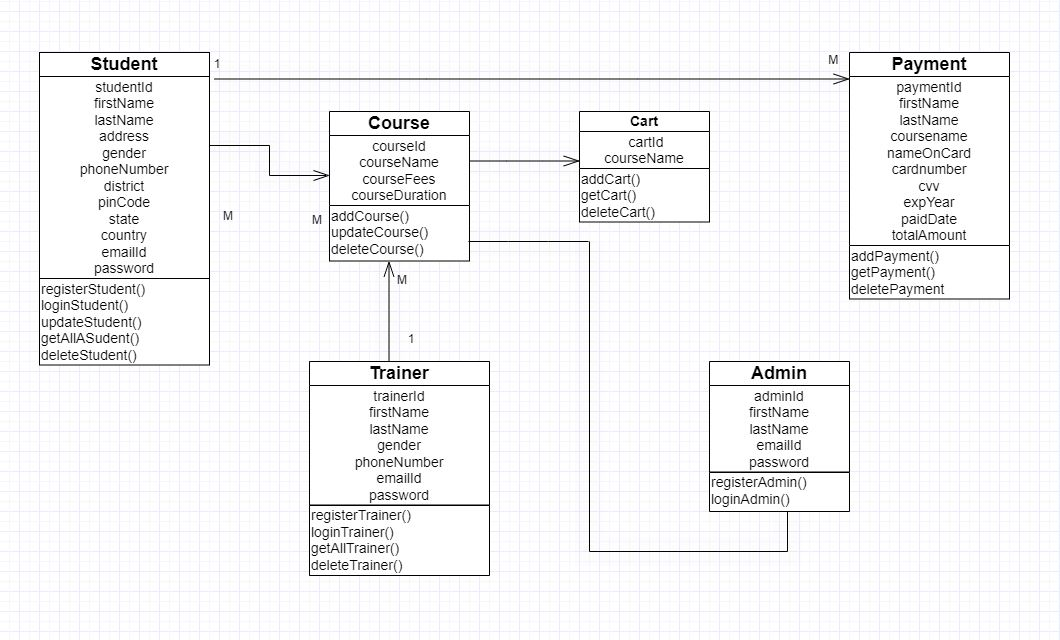 Student
studentId
firstName
lastName
address
gender
phoneNumber
district
pinCode
state
country
emailId
password
registerStudent()
loginStudent()
updateStudent()
getAllASudent()
deleteStudent()
1
M
Payment
paymentId
firstName
lastName
coursename
nameOnCard
cardnumber
cvv
expYear
paidDate
totalAmount
addPayment()
getPayment()
deletePayment
M
M
Course
courseId
courseName
courseFees
courseDuration
addCourse()
updateCourse()
deleteCourse()
Cart
cartId
courseName
addCart()
getCart()
deleteCart()
M
1
Trainer
trainerId
firstName
lastName
gender
phoneNumber
emailId
password
registerTrainer()
loginTrainer()
getAllTrainer()
deleteTrainer()
Admin
adminId
firstName
lastName
emailId
password
registerAdmin()
loginAdmin()